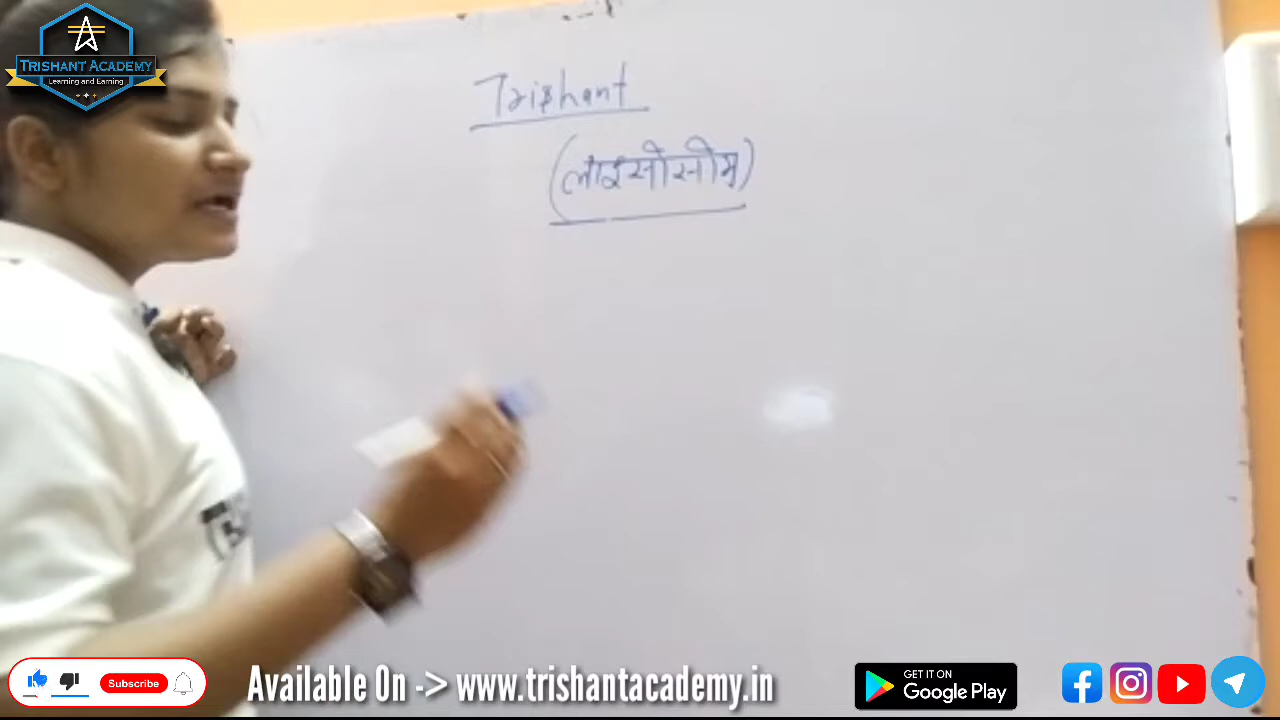 TRISHANT ACADEMY
Learning and Earning
Trishant
(लाइसोसोम)
Subscribe
Available On -> www.trishantacademy.in
GET IT ON
Google Play